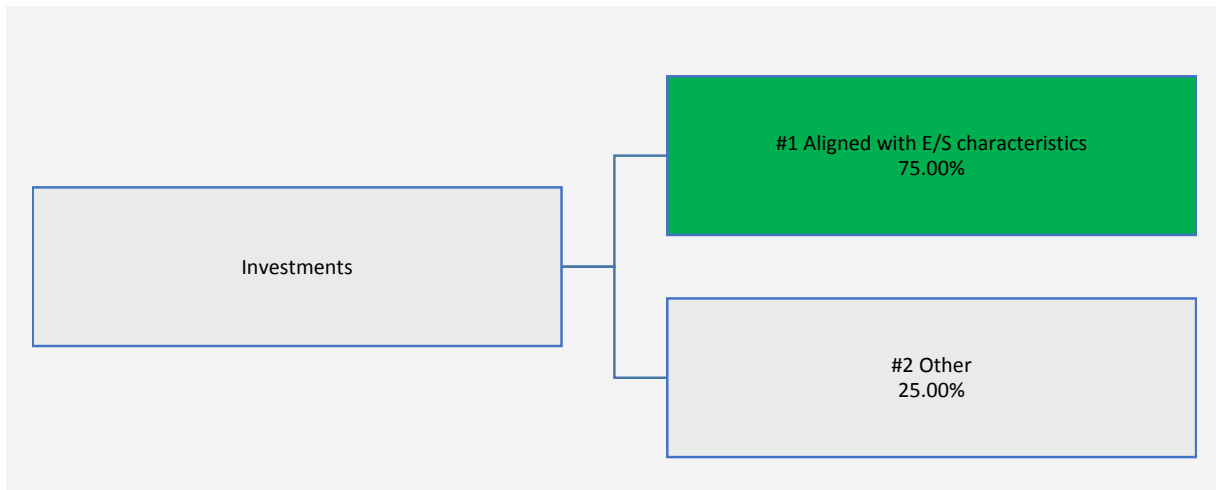 #1 Aligned with E/S characteristics
75.00%
Investments
#2 Other
25.00%